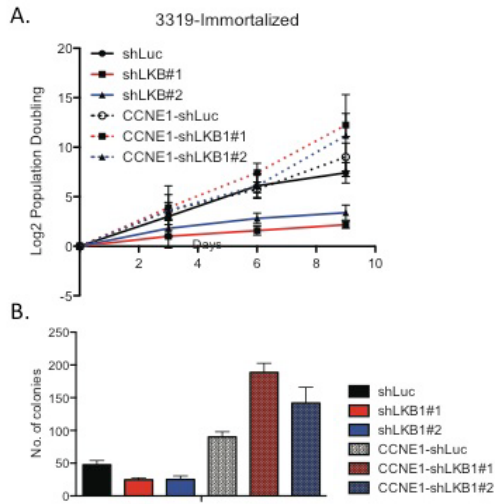 A.
3319-Immortalized
Log2 Population Doubling
20
15
10
5
0
-5
shLuc
shLKB#1
shLKB#2
CCNE1-shLuc
CCNE1-shLKB1#1
CCNE1-shLKB1#2
Days
2 4 6 8 10
B.
No. of colonies
250
200
150
100
50
0
shLuc
shLKB1#1
shLKB1#2
CCNE1-shLuc
CCNE1-shLKB1#1
CCNE1-shLKB1#2